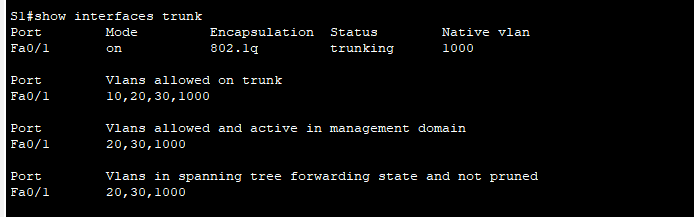 S1#show interfaces trunk
Port Mode Encapsulation Status Native vlan
Fa0/1 on 802.1q trunking 1000
Port Vlans allowed on trunk
Fa0/1 10,20,30,1000
Port Vlans allowed and active in management domain
Fa0/1 20,30,1000
Port Vlans in spanning tree forwarding state and not pruned
Fa0/1 20,30,1000